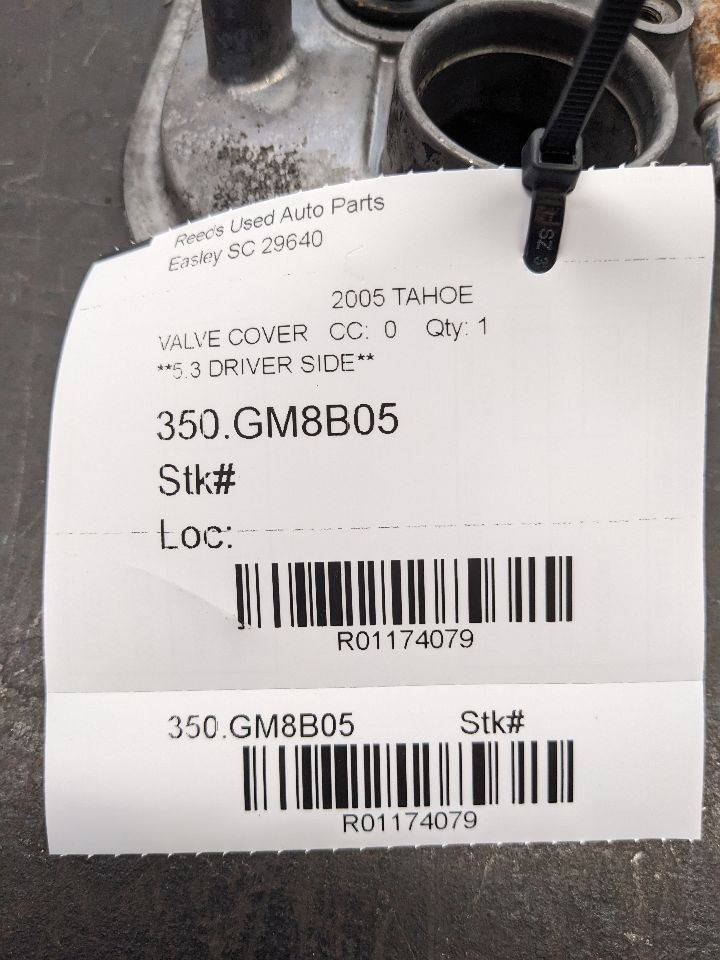 Reed's Used Auto Parts
Easley SC 29640
2005 TAHOE
VALVE COVER CC: 0 Qty: 1
**5.3 DRIVER SIDE**
350.GM8B05
Stk#
Loc:
R01174079
350.GM8B05 Stk#
R01174079